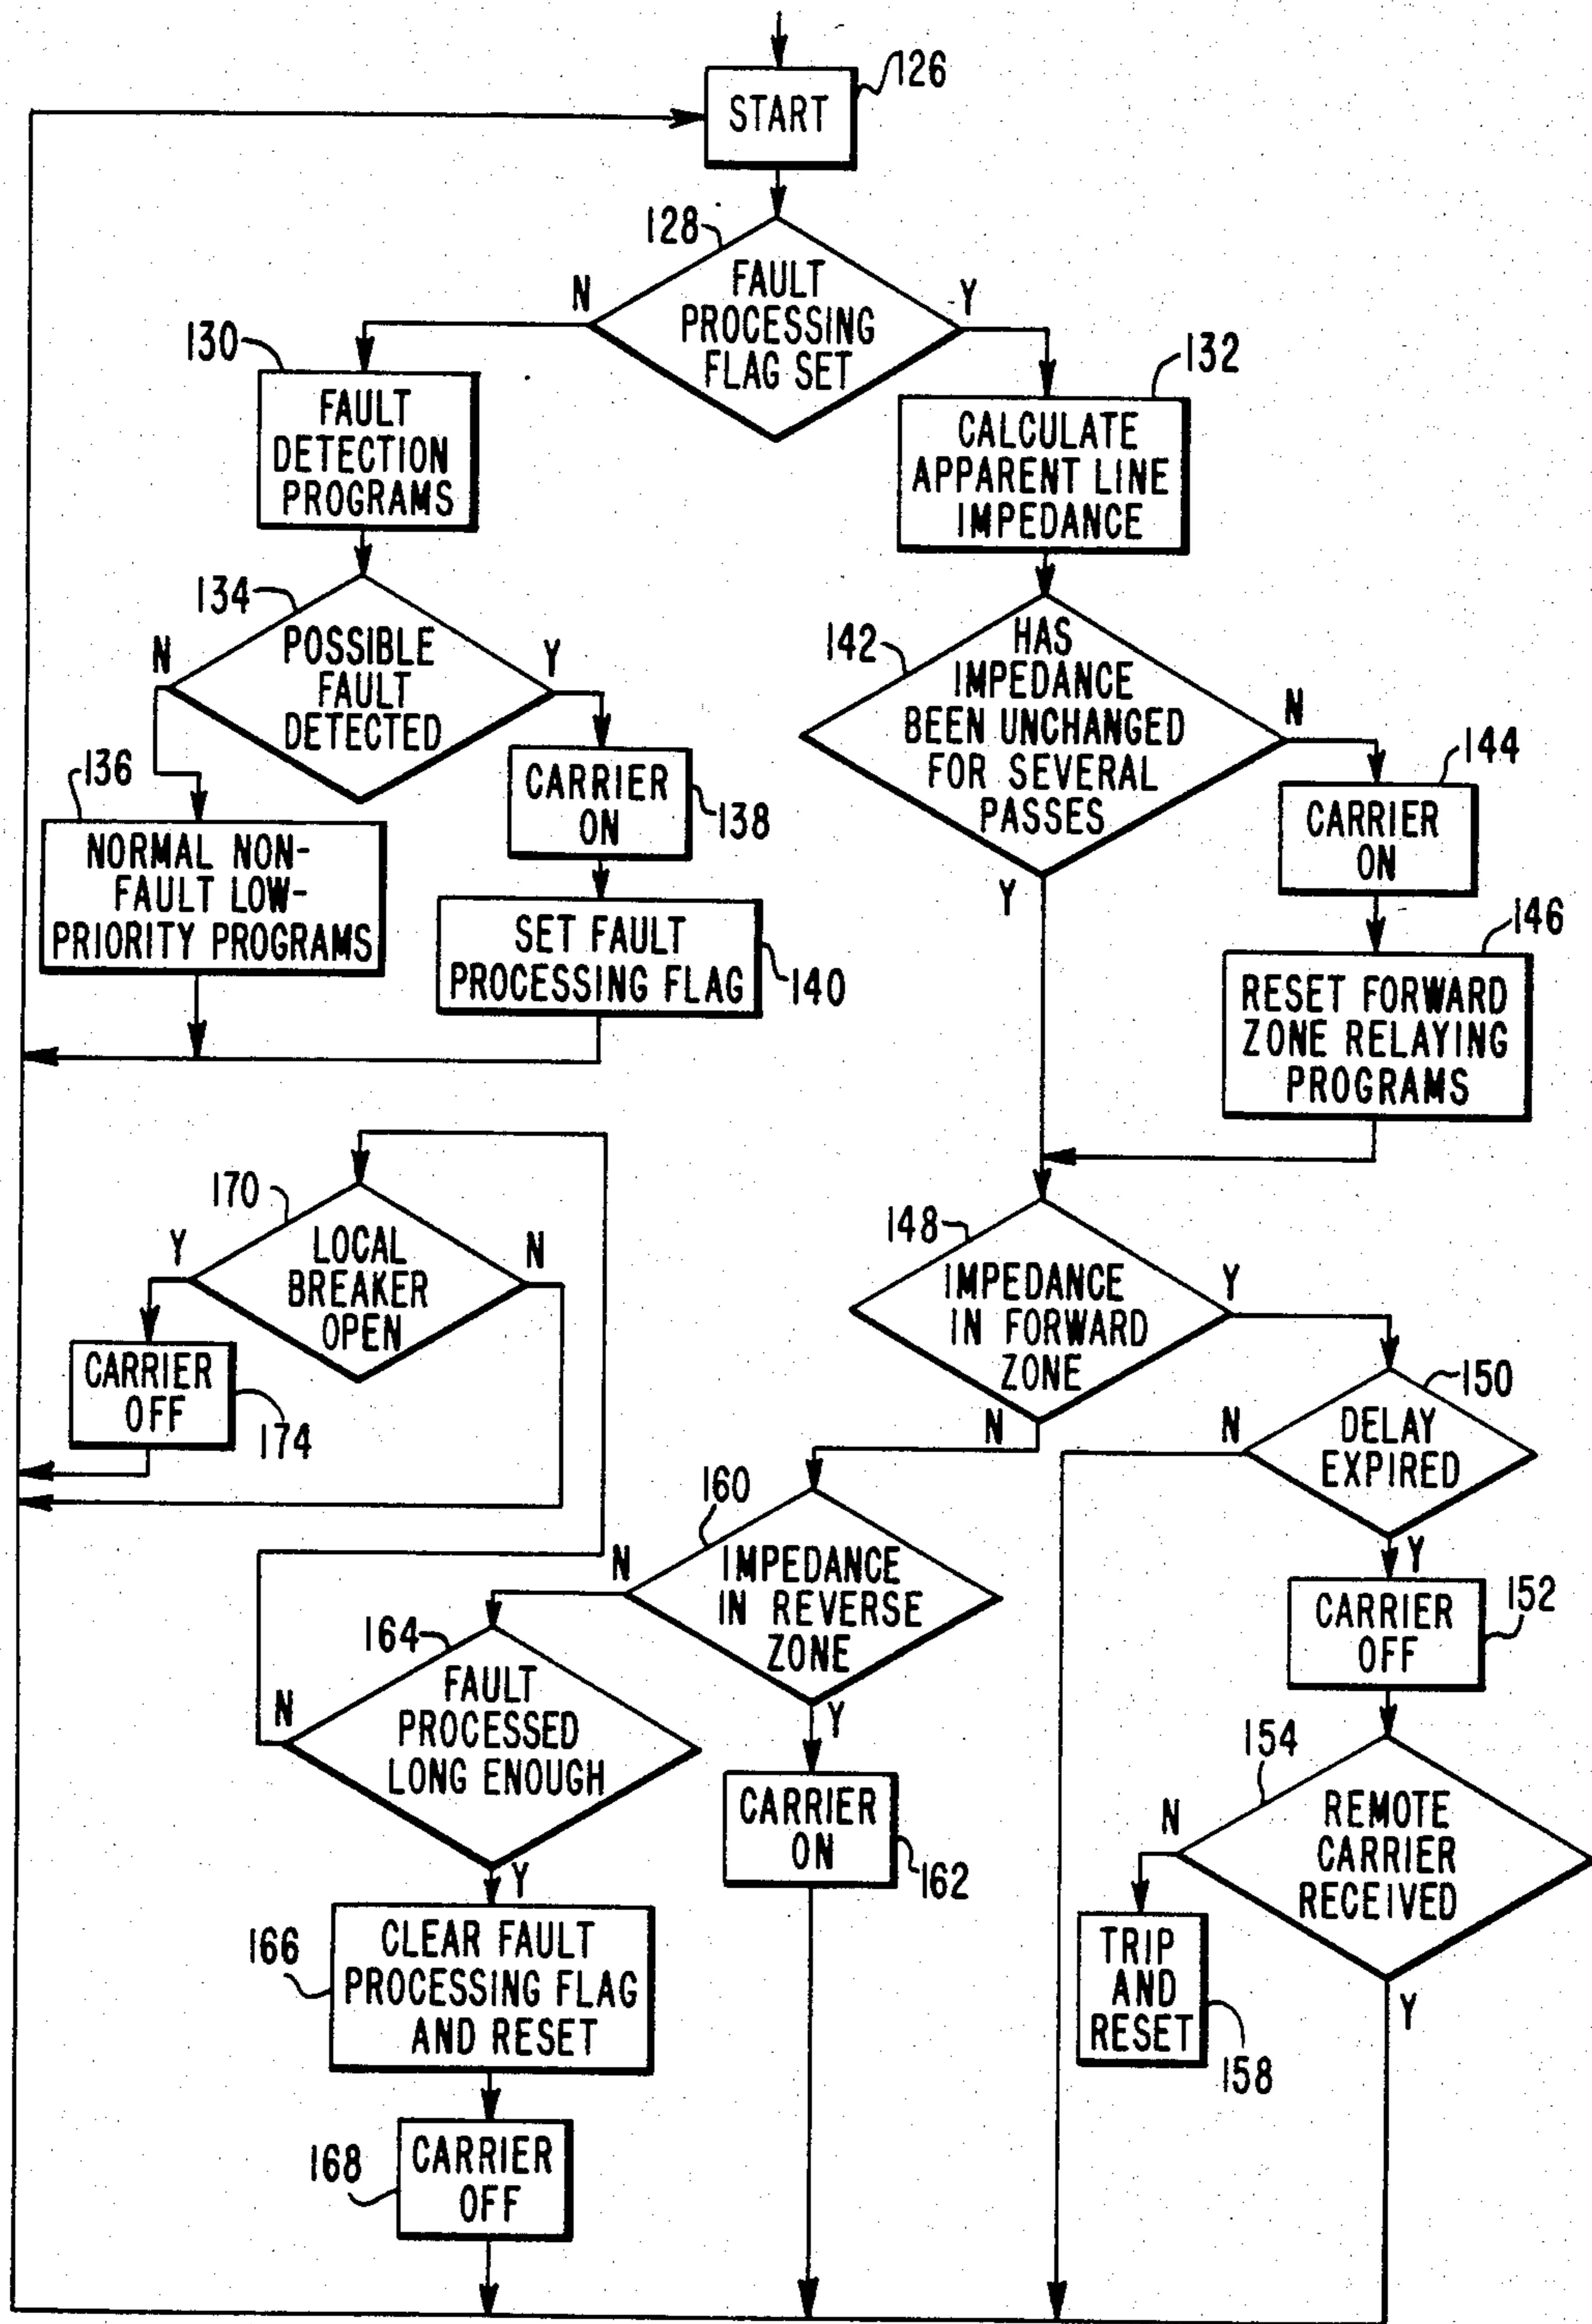 START
126
128
FAULT
PROCESSING
FLAG SET
N
Y
130
FAULT
DETECTION
PROGRAMS
132
CALCULATE
APPARENT LINE
IMPEDANCE
134
POSSIBLE
FAULT
DETECTED
N
Y
142
HAS
IMPEDANCE
BEEN UNCHANGED
FOR SEVERAL
PASSES
N
Y
136
NORMAL NON-
FAULT LOW-
PRIORITY PROGRAMS
CARRIER
ON
138
SET FAULT
PROCESSING FLAG
140
144
CARRIER
ON
146
RESET FORWARD
ZONE RELAYING
PROGRAMS
170
LOCAL
BREAKER
OPEN
Y
N
CARRIER
OFF
174
148
IMPEDANCE
IN FORWARD
ZONE
Y
N
150
DELAY
EXPIRED
N
Y
160
IMPEDANCE
IN REVERSE
ZONE
N
Y
152
CARRIER
OFF
164
FAULT
PROCESSED
LONG ENOUGH
N
Y
CARRIER
ON
162
154
REMOTE
CARRIER
RECEIVED
N
Y
166
CLEAR FAULT
PROCESSING FLAG
AND RESET
TRIP
AND
RESET
158
168
CARRIER
OFF